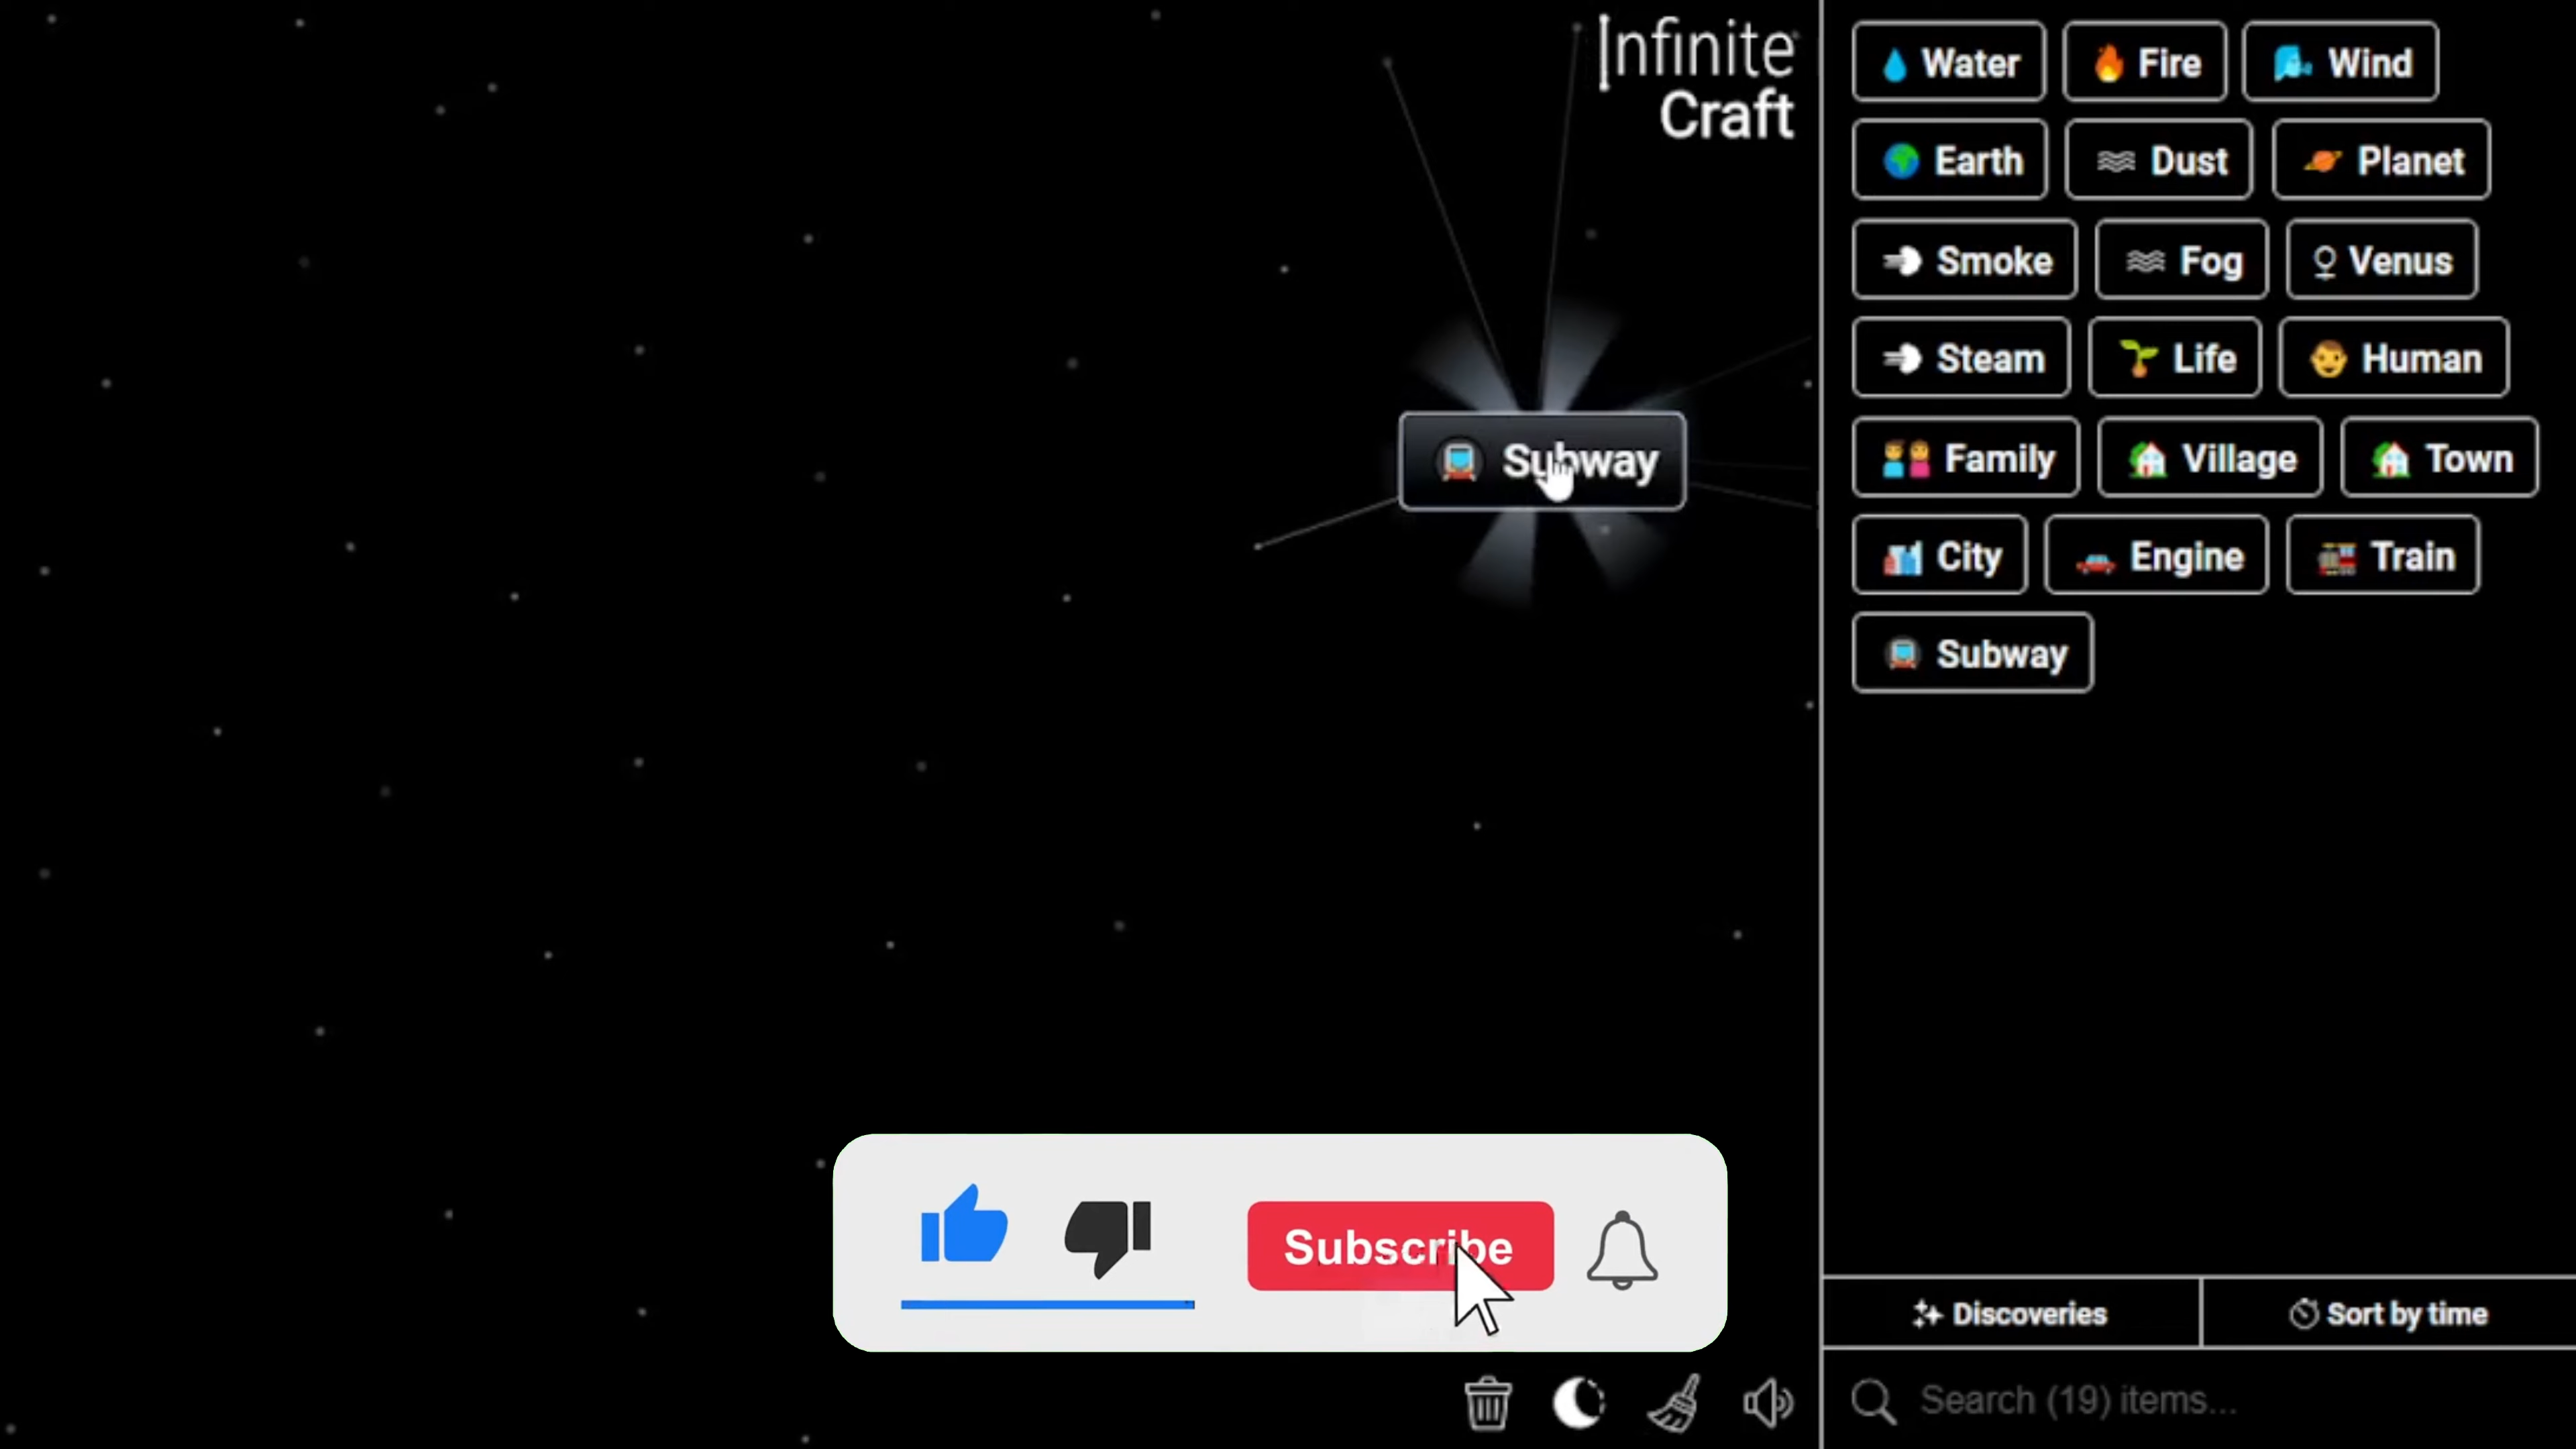 Infinite
Craft
Water Fire Wind
Earth Dust Planet
Smoke Fog Venus
Steam Life Human
Family Village Town
City Engine Train
Subway
Subway
Subscribe
Discoveries Sort by time
Search (19) items...